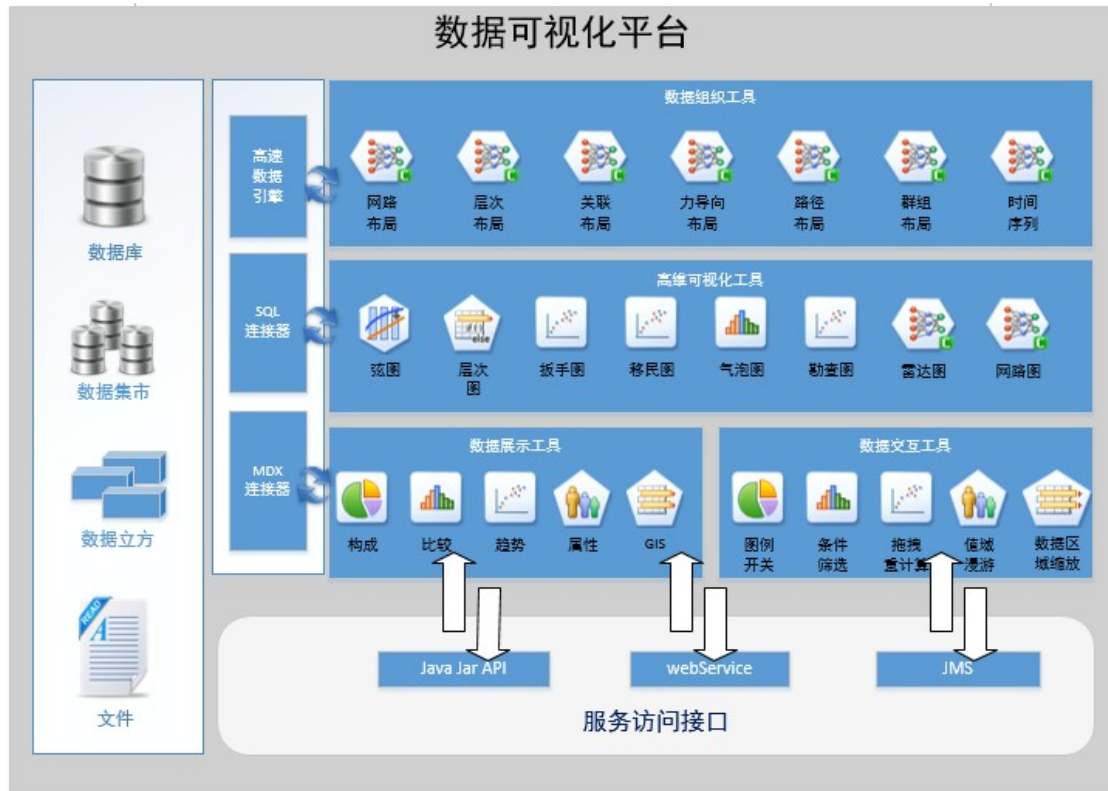 数据可视化平台
数据库
数据集市
数据立方
READ
A
文件
高速
数据
引擎
SQL
连接器
MDX
连接器
数据组织工具
网路
布局
层次
布局
关联
布局
力导向
布局
路径
布局
群组
布局
时间
序列
高维可视化工具
弦图
if()
else
层次
图
扳手图
移民图
气泡图
勘查图
雷达图
网路图
数据展示工具
构成
比较
趋势
属性
GIS
数据交互工具
图例
开关
条件
筛选
拖拽
重计算
值域
漫游
数据区
域缩放
Java Jar API
webService
JMS
服务访问接口